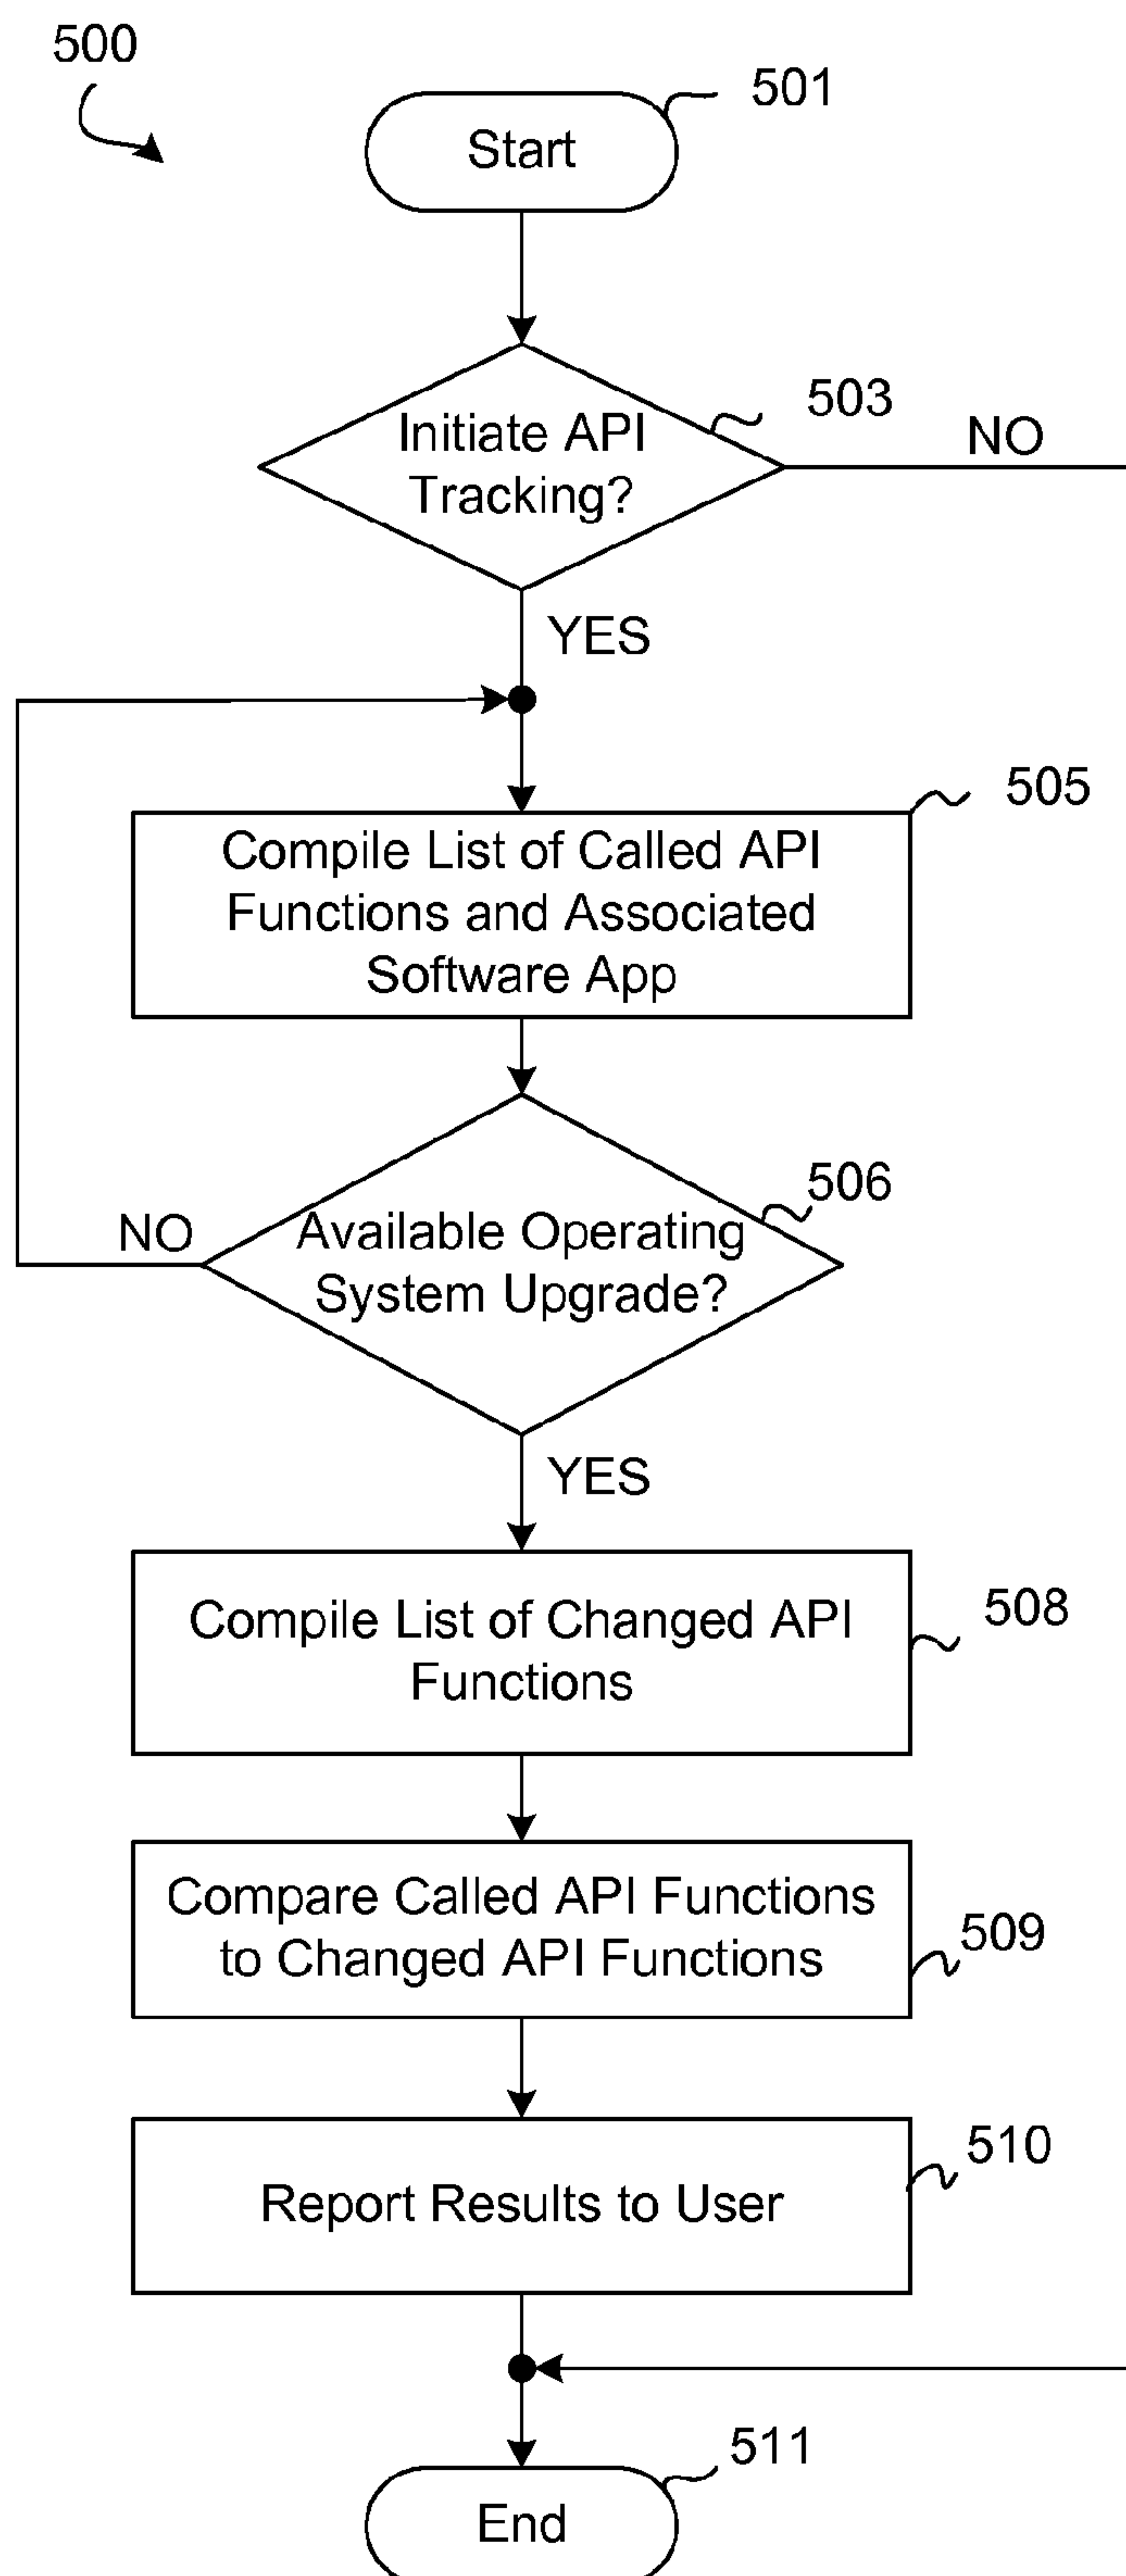 500
501
Start
503
Initiate API
Tracking?
NO
YES
505
Compile List of Called API
Functions and Associated
Software App
506
Available Operating
System Upgrade?
NO
YES
508
Compile List of Changed API
Functions
Compare Called API Functions
to Changed API Functions
509
510
Report Results to User
511
End